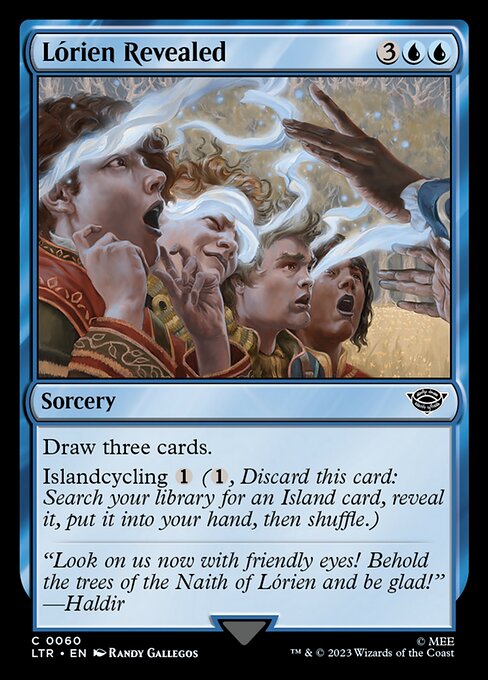 Lórien Revealed 3
Sorcery
Draw three cards.
Islandcycling 1 (1, Discard this card:
Search your library for an Island card, reveal
it, put it into your hand, then shuffle.)
“Look on us now with friendly eyes! Behold
the trees of the Naith of Lórien and be glad!”
—Haldir
C 0060
LTR • EN RANDY GALLEGOS
© MEE
™ & © 2023 Wizards of the Coast